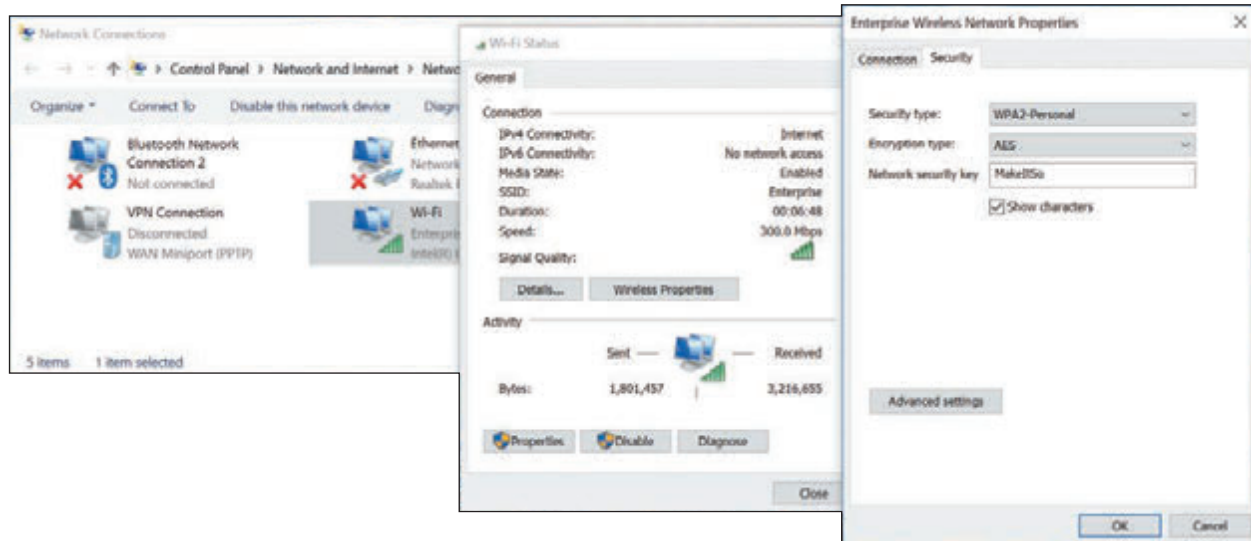 Network Connections
Control Panel > Network and Internet > Netwo
Organize Connect To Disable this network device Diagn
Bluetooth Network
Connection 2
Not connected
Ethernet
Network
Realtek
VPN Connection
Disconnected
WAN Miniport (PPTP)
Wi-Fi
Enterpris
Intel(R)
5 items 1 item selected
Wi-Fi Status
General
Connection
IPv4 Connectivity: Internet
IPv6 Connectivity: No network access
Media State: Enabled
SSID: Enterprise
Duration: 00:06:48
Speed: 300.0 Mbps
Signal Quality:
Details... Wireless Properties
Activity
Sent Received
Bytes: 1,801,457 3,216,655
Properties Disable Diagnose
Close
Enterprise Wireless Network Properties
Connection Security
Security type: WPA2-Personal
Encryption type: AES
Network security key MakeItSo
Show characters
Advanced settings
OK Cancel